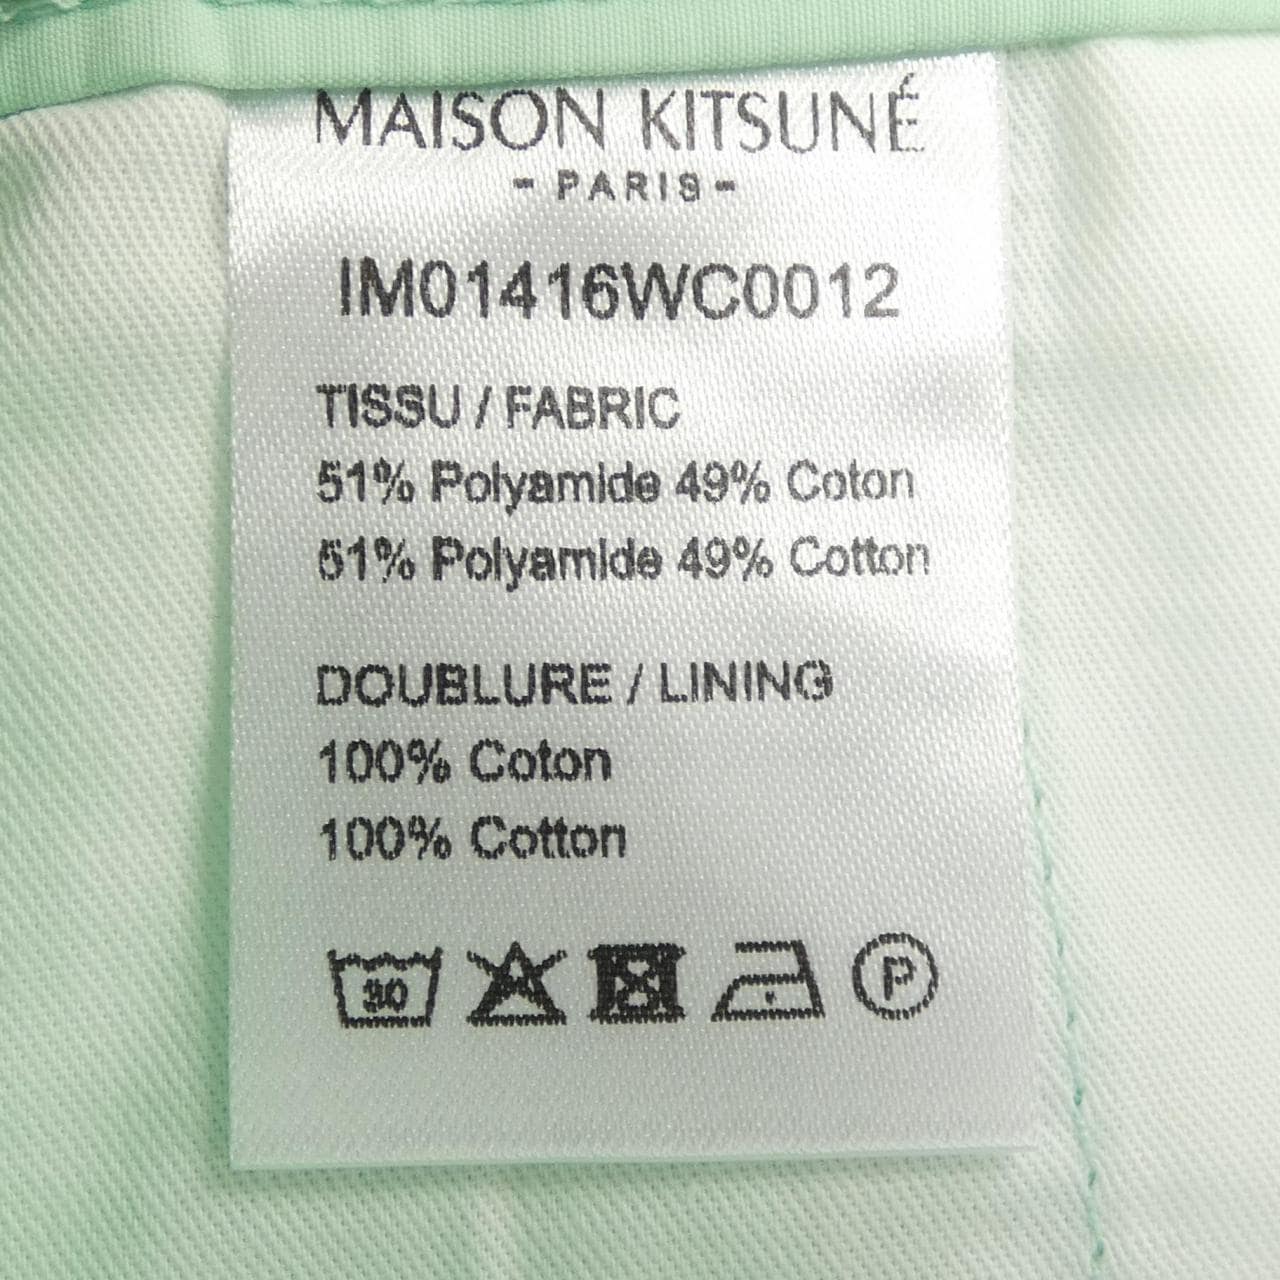 MAISON KITSUNÉ
- PARIS -
IM01416WC0012
TISSU / FABRIC
51% Polyamide 49% Coton
51% Polyamide 49% Cotton
DOUBLURE / LINING
100% Coton
100% Cotton
30 P